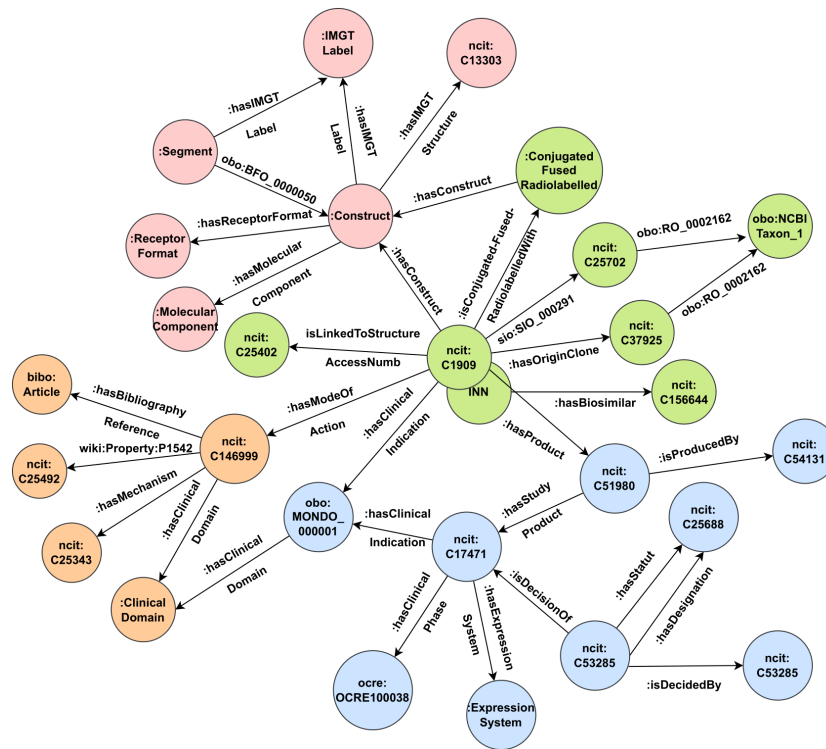 :IMGT
Label
ncit:
C13303
:hasIMGT
Label
:hasIMGT
Label
:hasIMGT
Structure
:Segment
obo:BFO_0000050
:Conjugated
Fused
Radiolabelled
:hasConstruct
:Construct
:hasReceptorFormat
:Receptor
Format
:hasMolecular
Component
:Molecular
Component
:hasConstruct
:isConjugated-Fused-
RadiolabelledWith
ncit:
C25702
obo:RO_0002162
obo:NCBI
Taxon_1
sio:SIO_000291
obo:RO_0002162
ncit:
C37925
:hasOriginClone
ncit:
C25402
isLinkedToStructure
AccessNumb
ncit:
C1909
INN
:hasBiosimilar
ncit:
C156644
bibo:
Article
:hasBibliography
Reference
:hasModeOf
Action
:hasClinical
Indication
:hasProduct
wiki:Property:P1542
ncit:
C25492
ncit:
C146999
:hasMechanism
ncit:
C25343
:hasClinical
Domain
:Clinical
Domain
obo:
MONDO_
000001
:hasClinical
Domain
:hasClinical
Indication
ncit:
C17471
:hasStudy
Product
ncit:
C51980
:isProducedBy
ncit:
C54131
ncit:
C25688
:hasStatut
:hasDesignation
:isDecisionOf
:hasClinical
Phase
:hasExpression
System
ocre:
OCRE100038
:Expression
System
ncit:
C53285
:isDecidedBy
ncit:
C53285